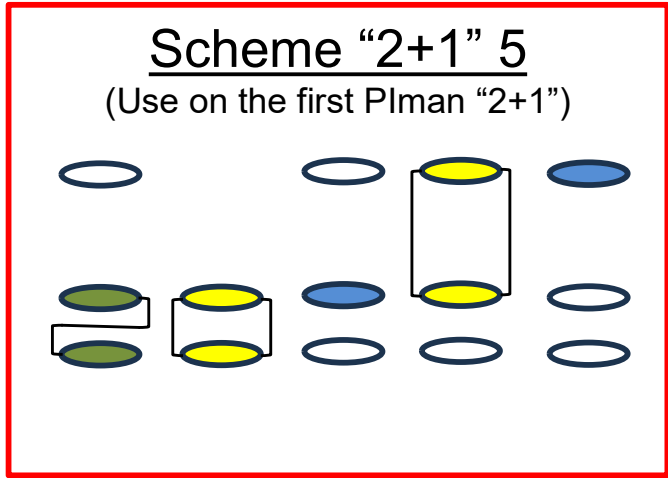 Scheme “2+1” 5
(Use on the first PIman “2+1”)